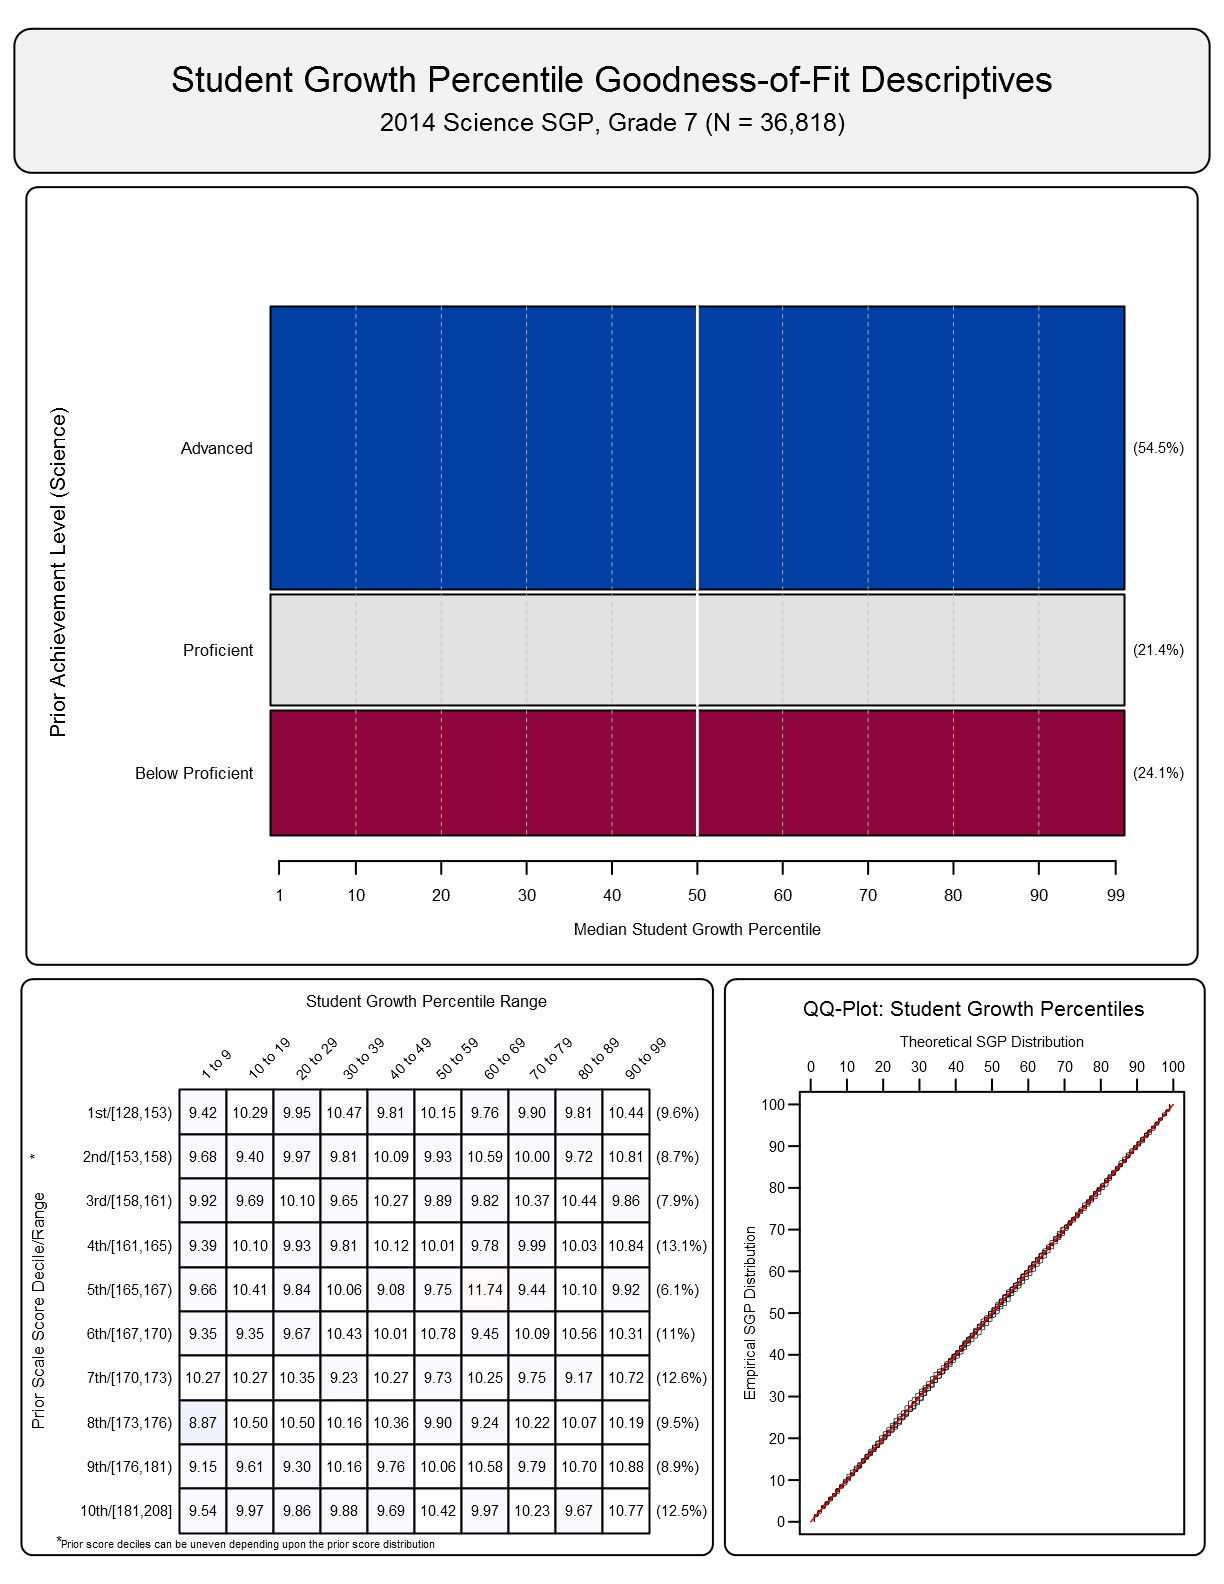 Student Growth Percentile Goodness-of-Fit Descriptives
2014 Science SGP, Grade 7 (N = 36,818)
Prior Achievement Level (Science)
Advanced (54.5%)
Proficient (21.4%)
Below Proficient (24.1%)
1 10 20 30 40 50 60 70 80 90 99
Median Student Growth Percentile
Student Growth Percentile Range
1 to 9 10 to 19 20 to 29 30 to 39 40 to 49 50 to 59 60 to 69 70 to 79 80 to 89 90 to 99
Prior Scale Score Decile/Range *
1st/[128,153) 9.42 10.29 9.95 10.47 9.81 10.15 9.76 9.90 9.81 10.44 (9.6%)
2nd/[153,158) 9.68 9.40 9.97 9.81 10.09 9.93 10.59 10.00 9.72 10.81 (8.7%)
3rd/[158,161) 9.92 9.69 10.10 9.65 10.27 9.89 9.82 10.37 10.44 9.86 (7.9%)
4th/[161,165) 9.39 10.10 9.93 9.81 10.12 10.01 9.78 9.99 10.03 10.84 (13.1%)
5th/[165,167) 9.66 10.41 9.84 10.06 9.08 9.75 11.74 9.44 10.10 9.92 (6.1%)
6th/[167,170) 9.35 9.35 9.67 10.43 10.01 10.78 9.45 10.09 10.56 10.31 (11%)
7th/[170,173) 10.27 10.27 10.35 9.23 10.27 9.73 10.25 9.75 9.17 10.72 (12.6%)
8th/[173,176) 8.87 10.50 10.50 10.16 10.36 9.90 9.24 10.22 10.07 10.19 (9.5%)
9th/[176,181) 9.15 9.61 9.30 10.16 9.76 10.06 10.58 9.79 10.70 10.88 (8.9%)
10th/[181,208] 9.54 9.97 9.86 9.88 9.69 10.42 9.97 10.23 9.67 10.77 (12.5%)
*Prior score deciles can be uneven depending upon the prior score distribution
QQ-Plot: Student Growth Percentiles
Theoretical SGP Distribution
0 10 20 30 40 50 60 70 80 90 100
Empirical SGP Distribution
100
90
80
70
60
50
40
30
20
10
0